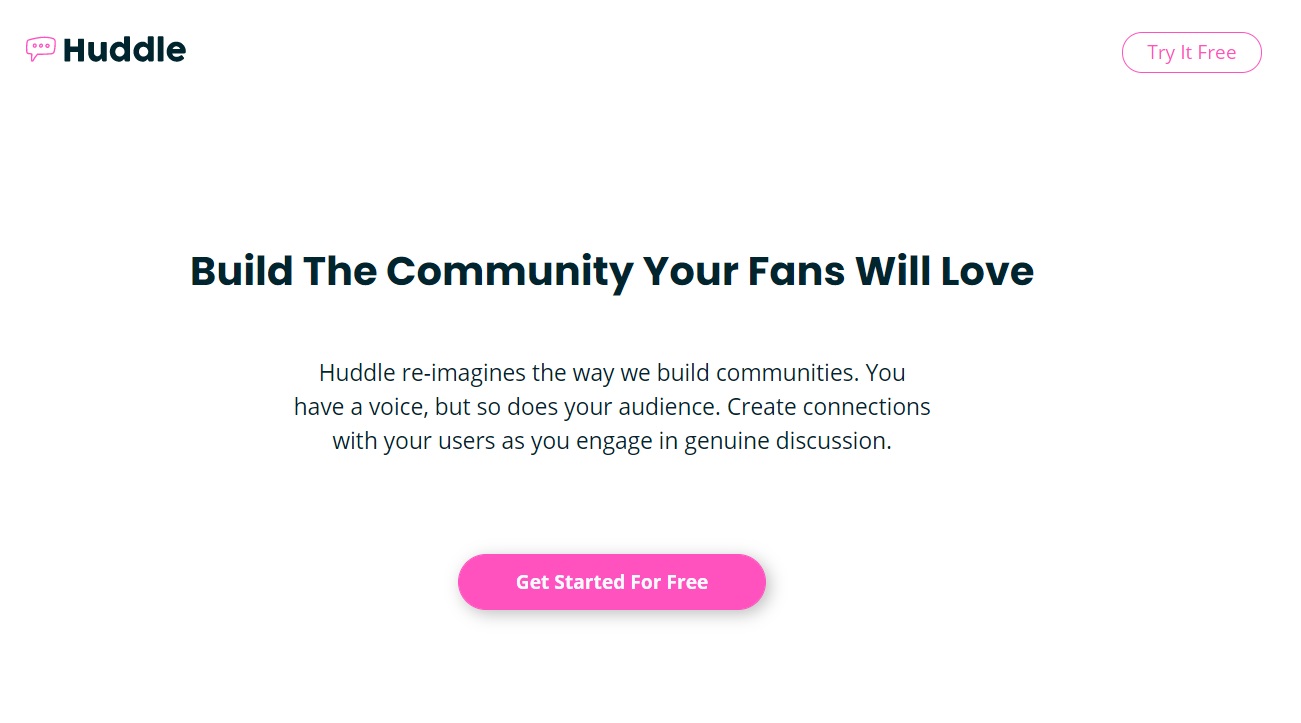 Huddle
Try It Free
Build The Community Your Fans Will Love
Huddle re-imagines the way we build communities. You
have a voice, but so does your audience. Create connections
with your users as you engage in genuine discussion.
Get Started For Free